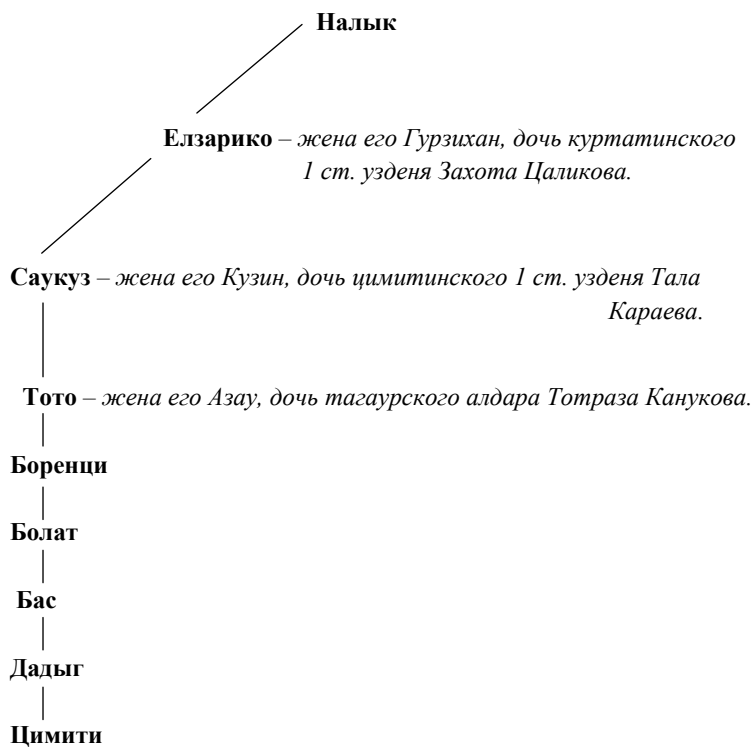 Налык
Елзарико – жена его Гурзихан, дочь куртатинского
1 ст. узденя Захота Цаликова.
Саукуз – жена его Кузин, дочь цимитинского 1 ст. узденя Тала
Караева.
Тото – жена его Азау, дочь тагаурского алдара Тотраза Канукова.
Боренци
Болат
Бас
Дадыг
Цимити